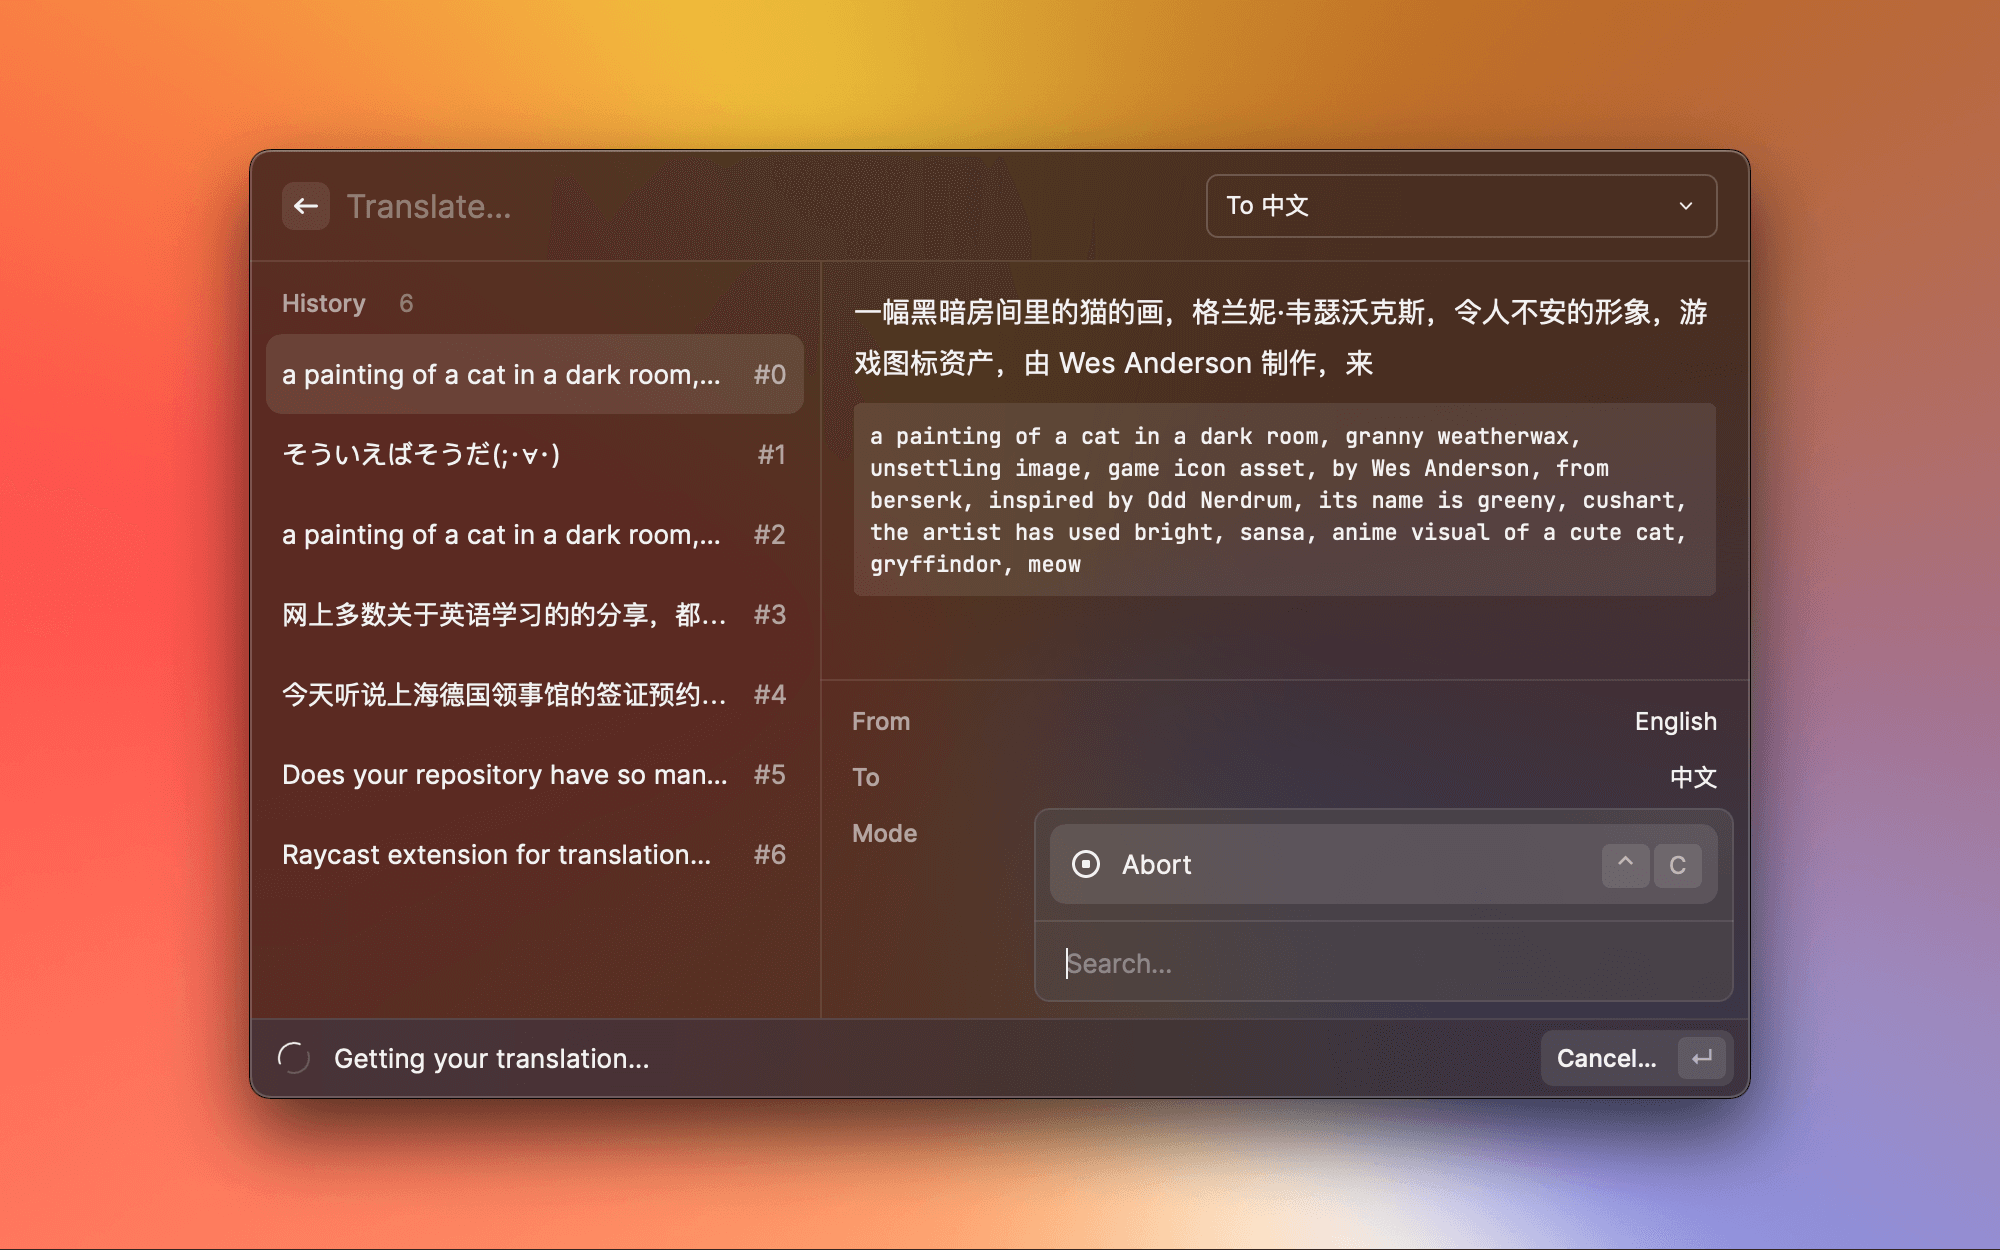 Translate...
To 中文
History 6
a painting of a cat in a dark room,... #0
そういえばそうだ(;·∀·) #1
a painting of a cat in a dark room,... #2
网上多数关于英语学习的的分享，都... #3
今天听说上海德国领事馆的签证预约... #4
Does your repository have so man... #5
Raycast extension for translation... #6
一幅黑暗房间里的猫的画，格兰妮·韦瑟沃克斯，令人不安的形象，游
戏图标资产，由 Wes Anderson 制作，来
a painting of a cat in a dark room, granny weatherwax,
unsettling image, game icon asset, by Wes Anderson, from
berserk, inspired by Odd Nerdrum, its name is greeny, cushart,
the artist has used bright, sansa, anime visual of a cute cat,
gryffindor, meow
From English
To 中文
Mode
Abort ^ C
Search...
Getting your translation...
Cancel... ↵